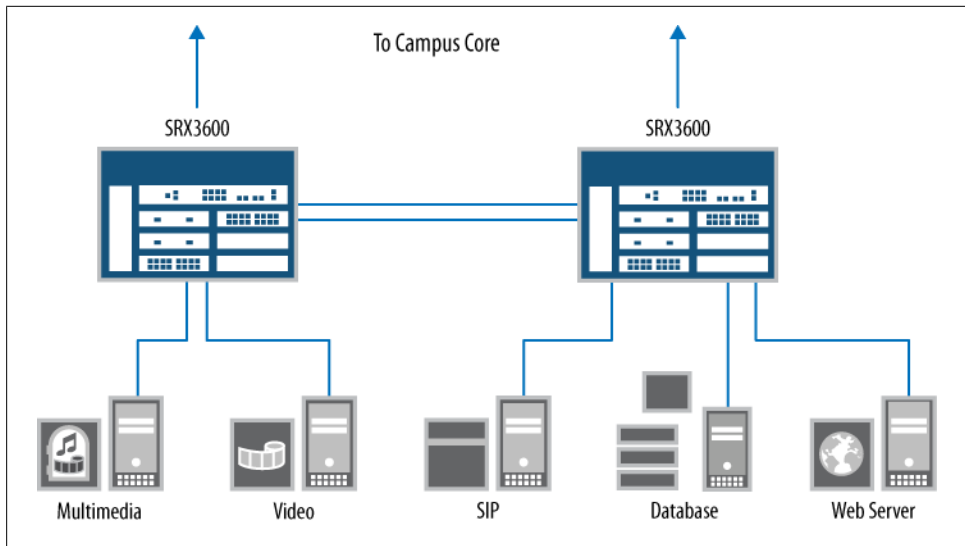 To Campus Core
SRX3600
SRX3600
Multimedia
Video
SIP
Database
Web Server